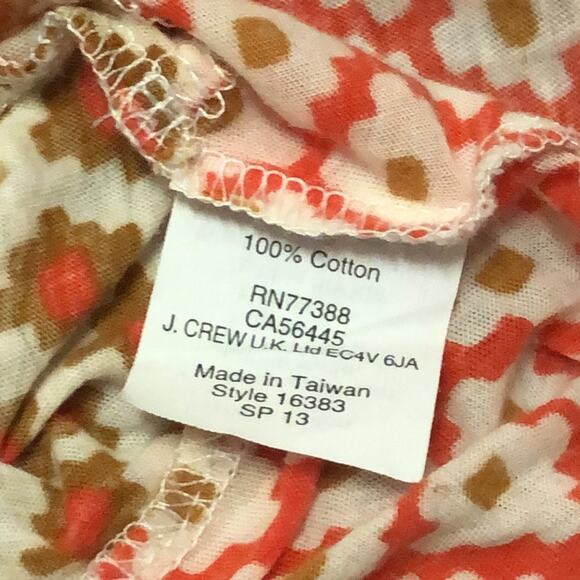 100% Cotton
RN77388
CA56445
J. CREW U.K. Ltd EC4V 6JA
Made in Taiwan
Style 16383
SP 13